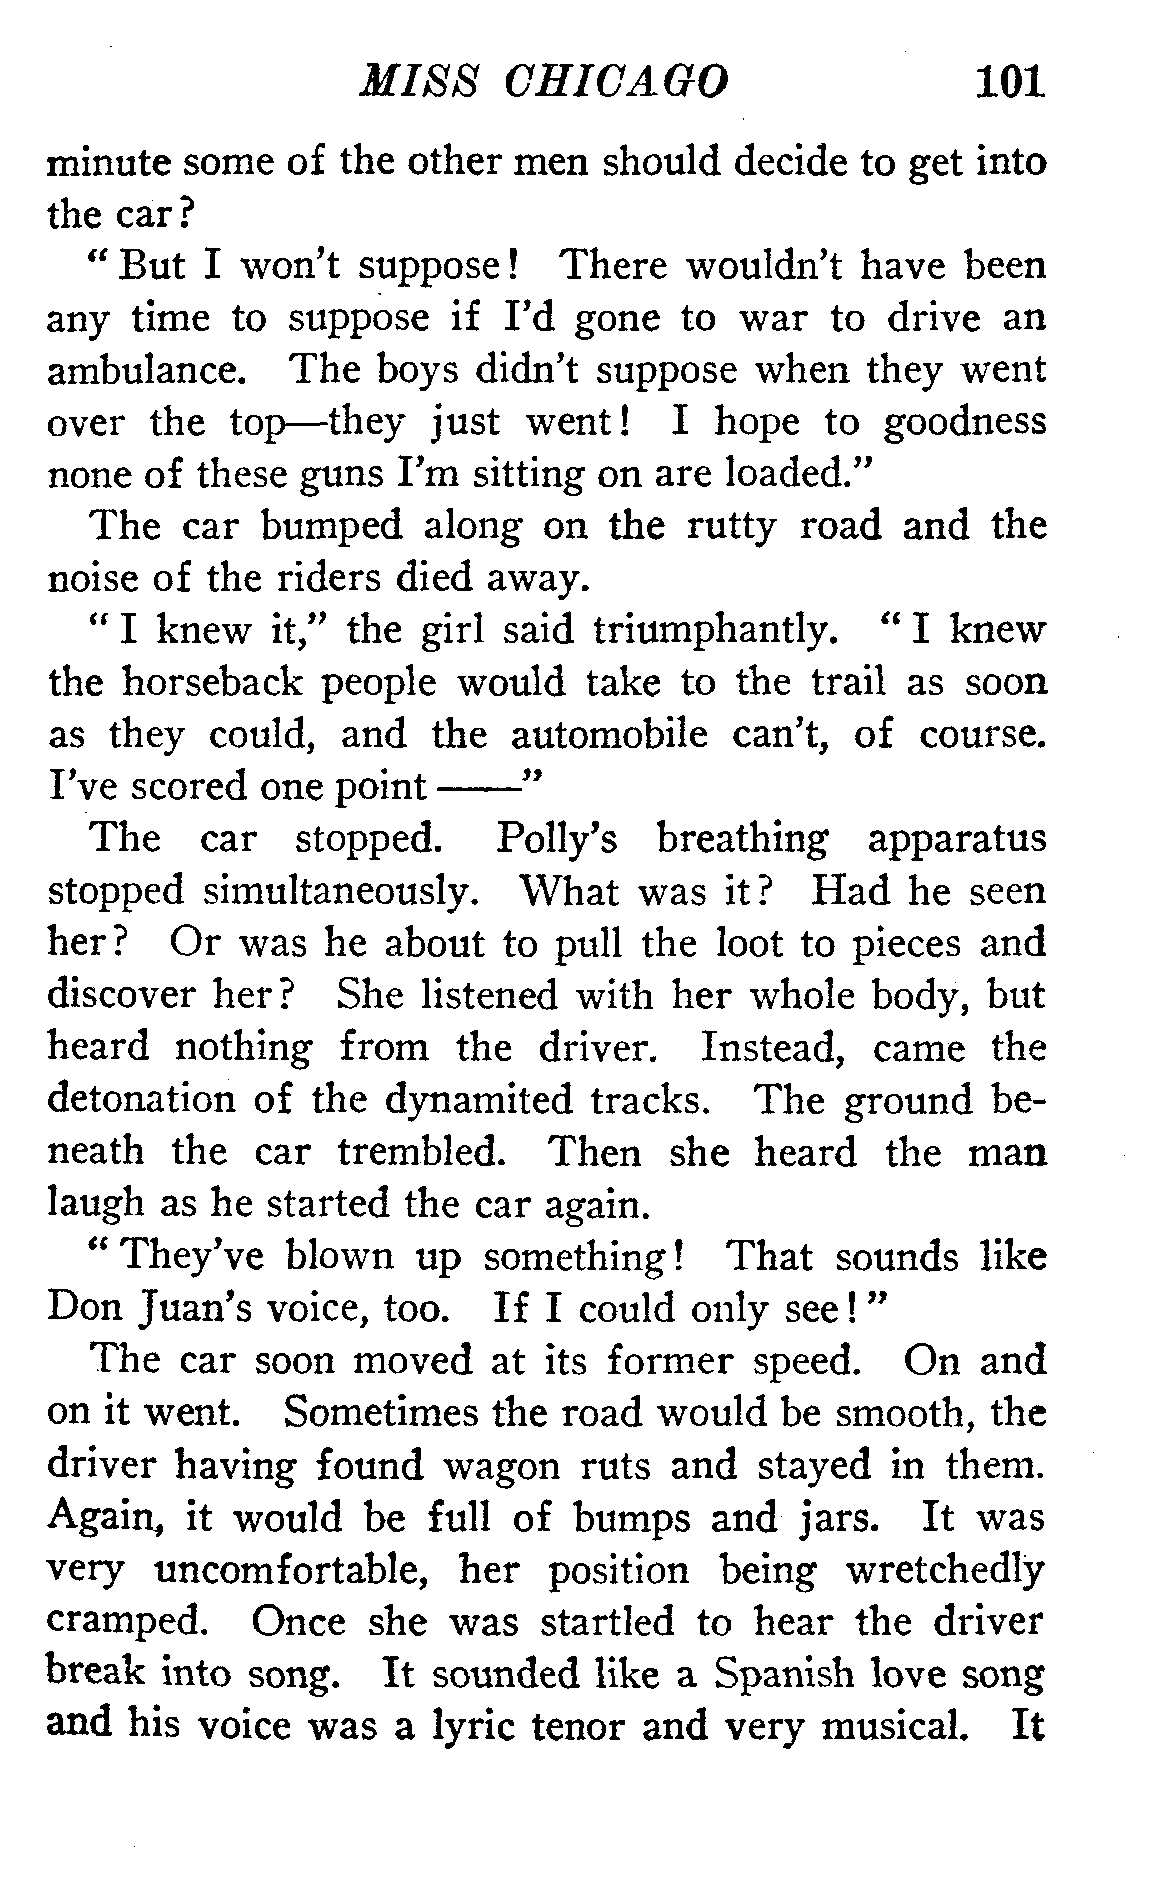 MISS CHICAGO 101
minute some of the other men should decide to get into
the car?
“But I won't suppose! There wouldn't have been
any time to suppose if I'd gone to war to drive an
ambulance. The boys didn't suppose when they went
over the top—they just went! I hope to goodness
none of these guns I'm sitting on are loaded.”
The car bumped along on the rutty road and the
noise of the riders died away.
“I knew it,” the girl said triumphantly. “I knew
the horseback people would take to the trail as soon
as they could, and the automobile can't, of course.
I've scored one point ——”
The car stopped. Polly's breathing apparatus
stopped simultaneously. What was it? Had he seen
her? Or was he about to pull the loot to pieces and
discover her? She listened with her whole body, but
heard nothing from the driver. Instead, came the
detonation of the dynamited tracks. The ground be-
neath the car trembled. Then she heard the man
laugh as he started the car again.
“They've blown up something! That sounds like
Don Juan's voice, too. If I could only see!”
The car soon moved at its former speed. On and
on it went. Sometimes the road would be smooth, the
driver having found wagon ruts and stayed in them.
Again, it would be full of bumps and jars. It was
very uncomfortable, her position being wretchedly
cramped. Once she was startled to hear the driver
break into song. It sounded like a Spanish love song
and his voice was a lyric tenor and very musical. It